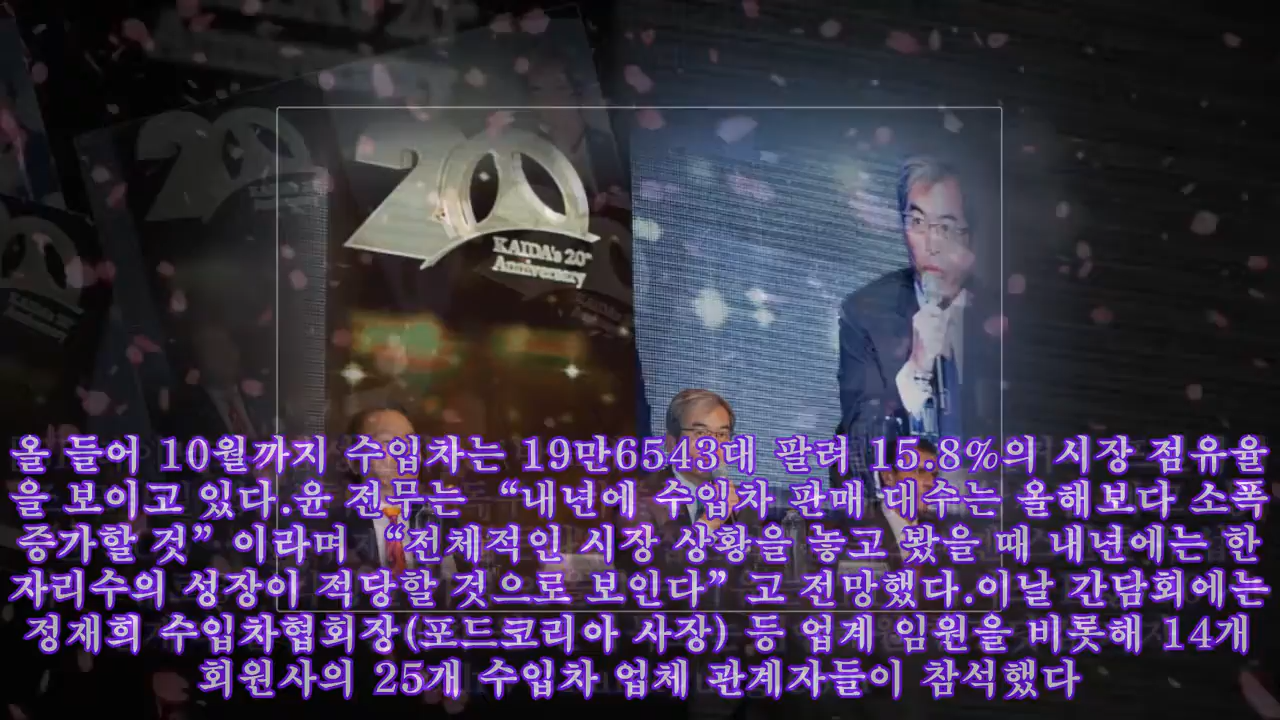 20
KAIDA's 20th
Anniversary
올 들어 10월까지 수입차는 19만6543대 팔려 15.8%의 시장 점유율
을 보이고 있다.윤 전무는 “내년에 수입차 판매 대수는 올해보다 소폭
증가할 것” 이라며 “전체적인 시장 상황을 놓고 봤을 때 내년에는 한
자리수의 성장이 적당할 것으로 보인다” 고 전망했다.이날 간담회에는
정재희 수입차협회장(포드코리아 사장) 등 업계 임원을 비롯해 14개
회원사의 25개 수입차 업체 관계자들이 참석했다